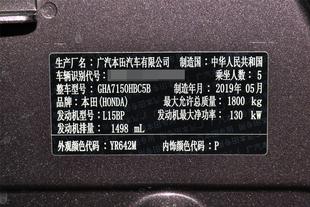 生产厂名：广汽本田汽车有限公司 制造国：中华人民共和国
车辆识别代号： 乘坐人数：5
整车型号：GHA7150HBC5B 制造年月：2019年05月
品牌：本田(HONDA) 最大允许总质量：1800 kg
发动机型号：L15BP 发动机最大净功率：130 kW
发动机排量：1498 mL
外观颜色代码：YR642M 内饰颜色代码：P